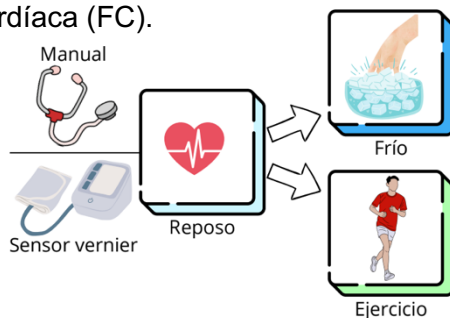 rdíaca (FC).
Manual
Sensor vernier
Reposo
Frío
Ejercicio